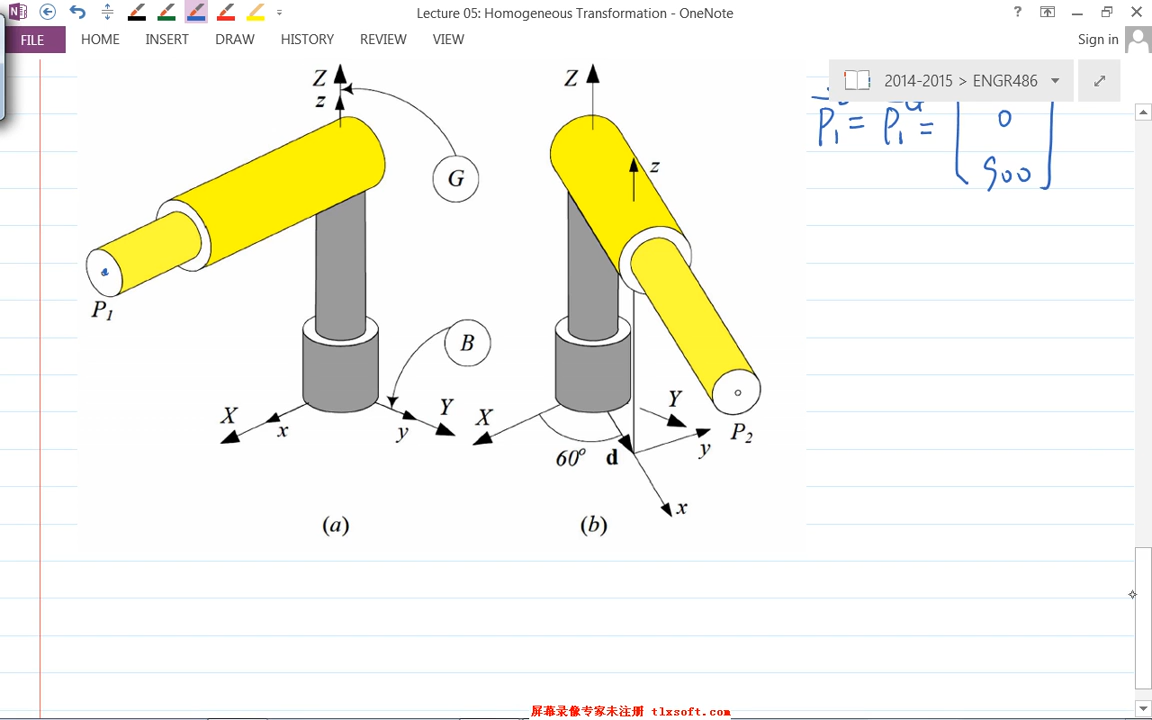 Lecture 05: Homogeneous Transformation - OneNote
?
FILE HOME INSERT DRAW HISTORY REVIEW VIEW
Sign in
2014-2015 > ENGR486
P1 = P1 = 0
900
Z
z
G
P1
B
X
x
Y
y
(a)
Z
z
X
60°
d
Y
y
x
P2
(b)
屏幕录像专家未注册 tlxsoft.com